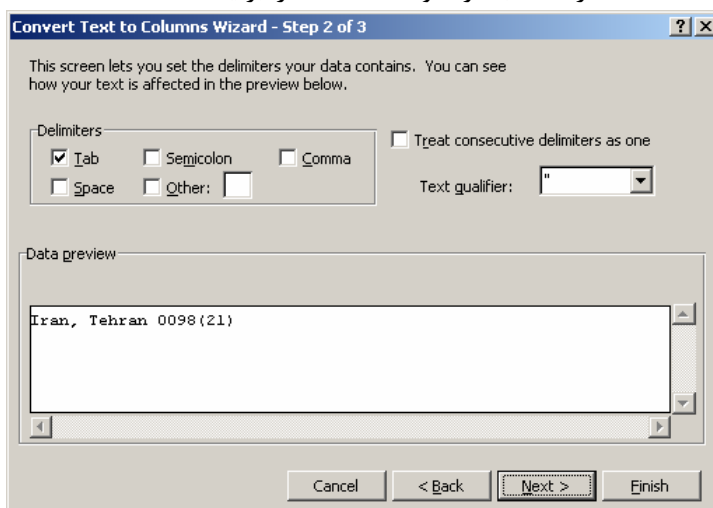 Convert Text to Columns Wizard - Step 2 of 3
This screen lets you set the delimiters your data contains. You can see
how your text is affected in the preview below.
Delimiters
Tab Semicolon Comma
Space Other:
Treat consecutive delimiters as one
Text qualifier: "
Data preview
Iran, Tehran 0098(21)
Cancel < Back Next > Finish